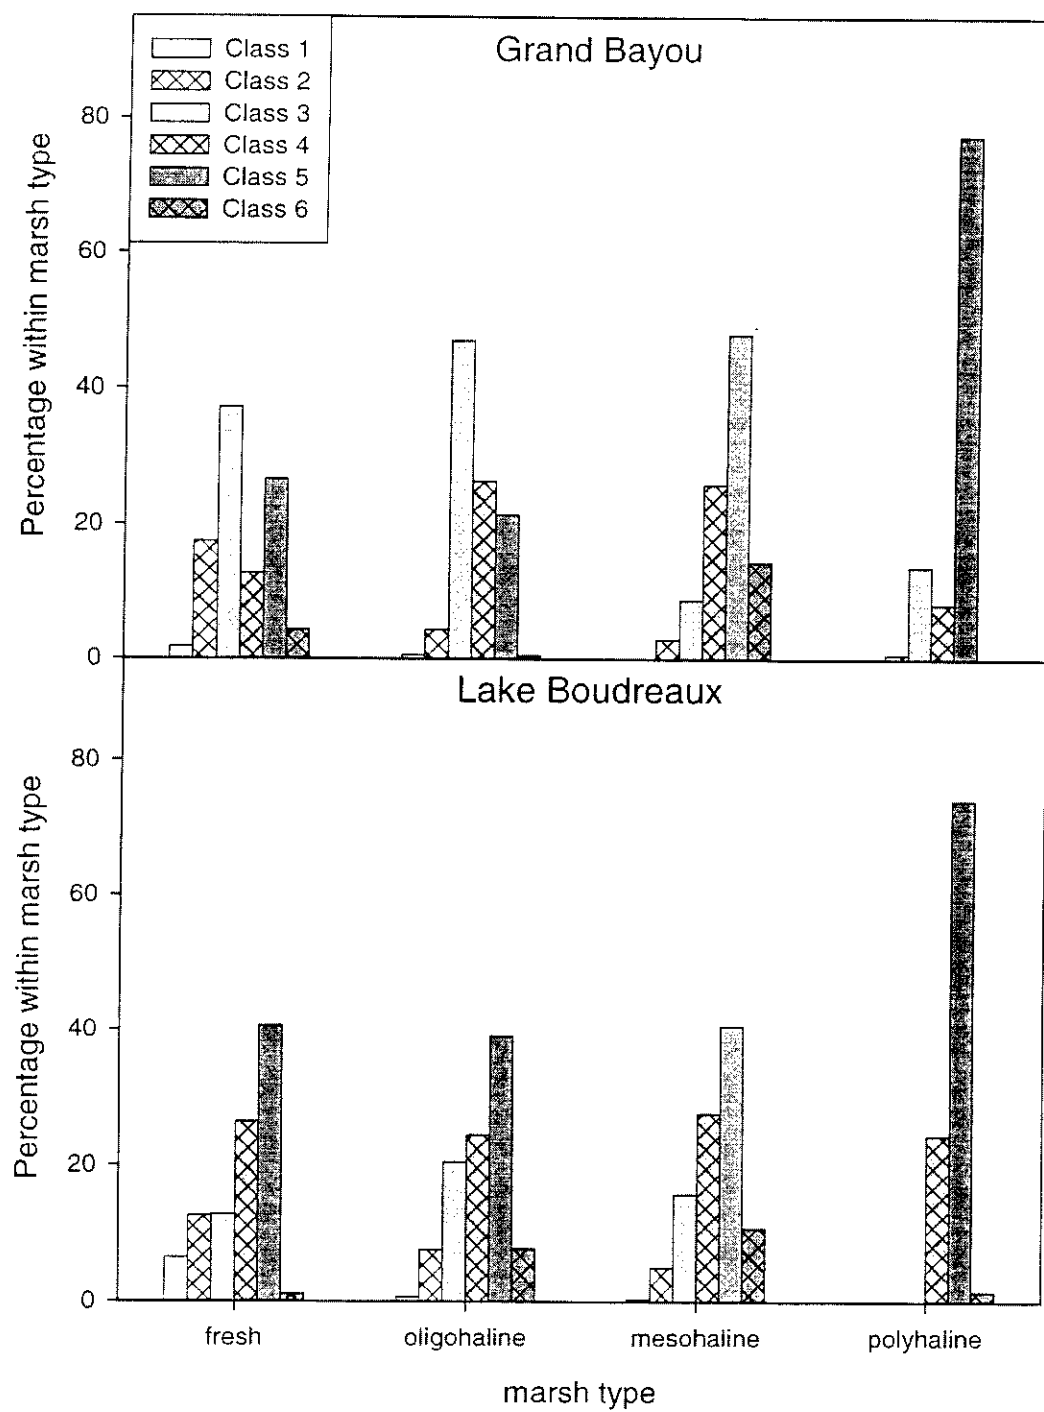 Grand Bayou
Class 1
Class 2
Class 3
Class 4
Class 5
Class 6
Percentage within marsh type
80
60
40
20
0
Lake Boudreaux
Percentage within marsh type
80
60
40
20
0
fresh oligohaline mesohaline polyhaline
marsh type